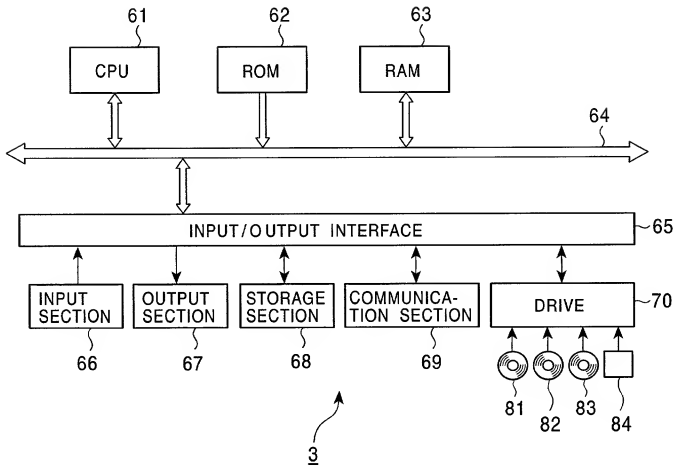 61
62
63
CPU
ROM
RAM
64
INPUT/OUTPUT INTERFACE
65
INPUT
SECTION
OUTPUT
SECTION
STORAGE
SECTION
COMMUNICA-
TION SECTION
DRIVE
70
66
67
68
69
81
82
83
84
3